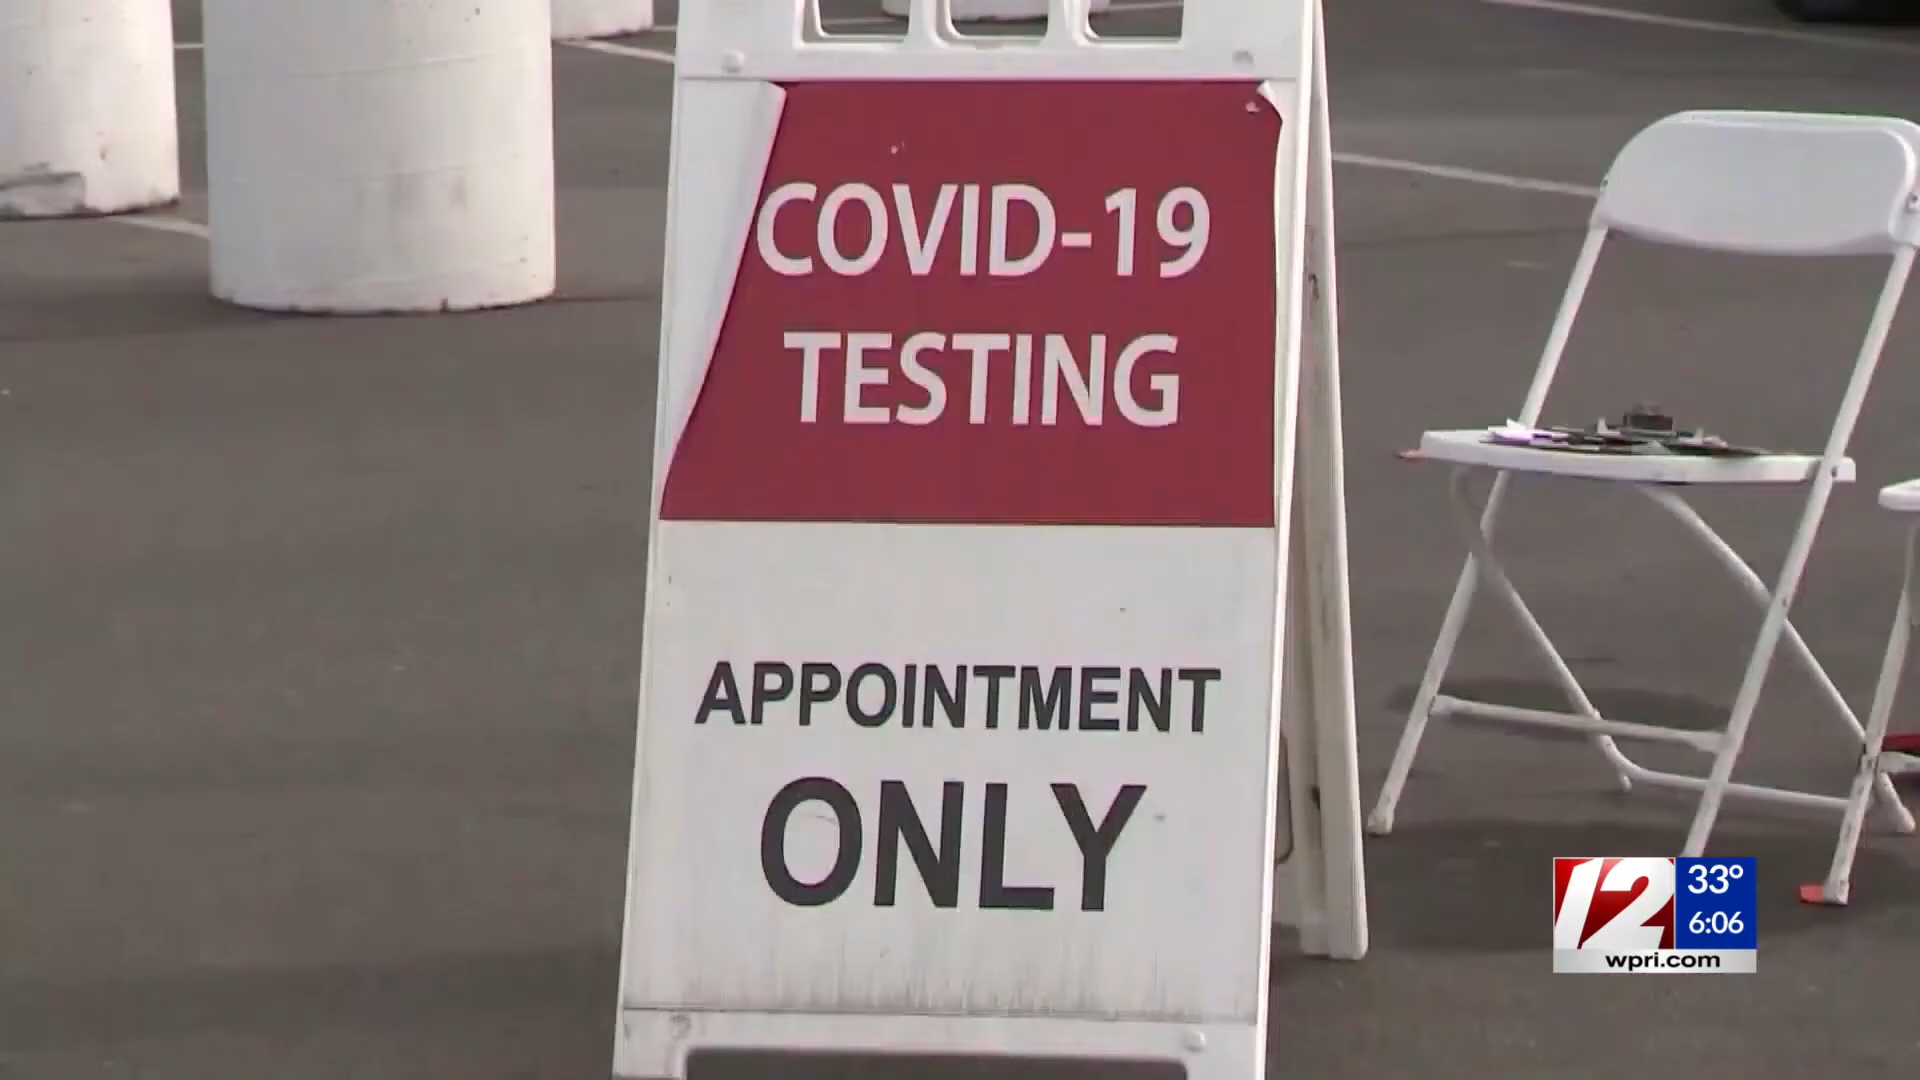 COVID-19
TESTING
APPOINTMENT
ONLY
12
33°
6:06
wpri.com